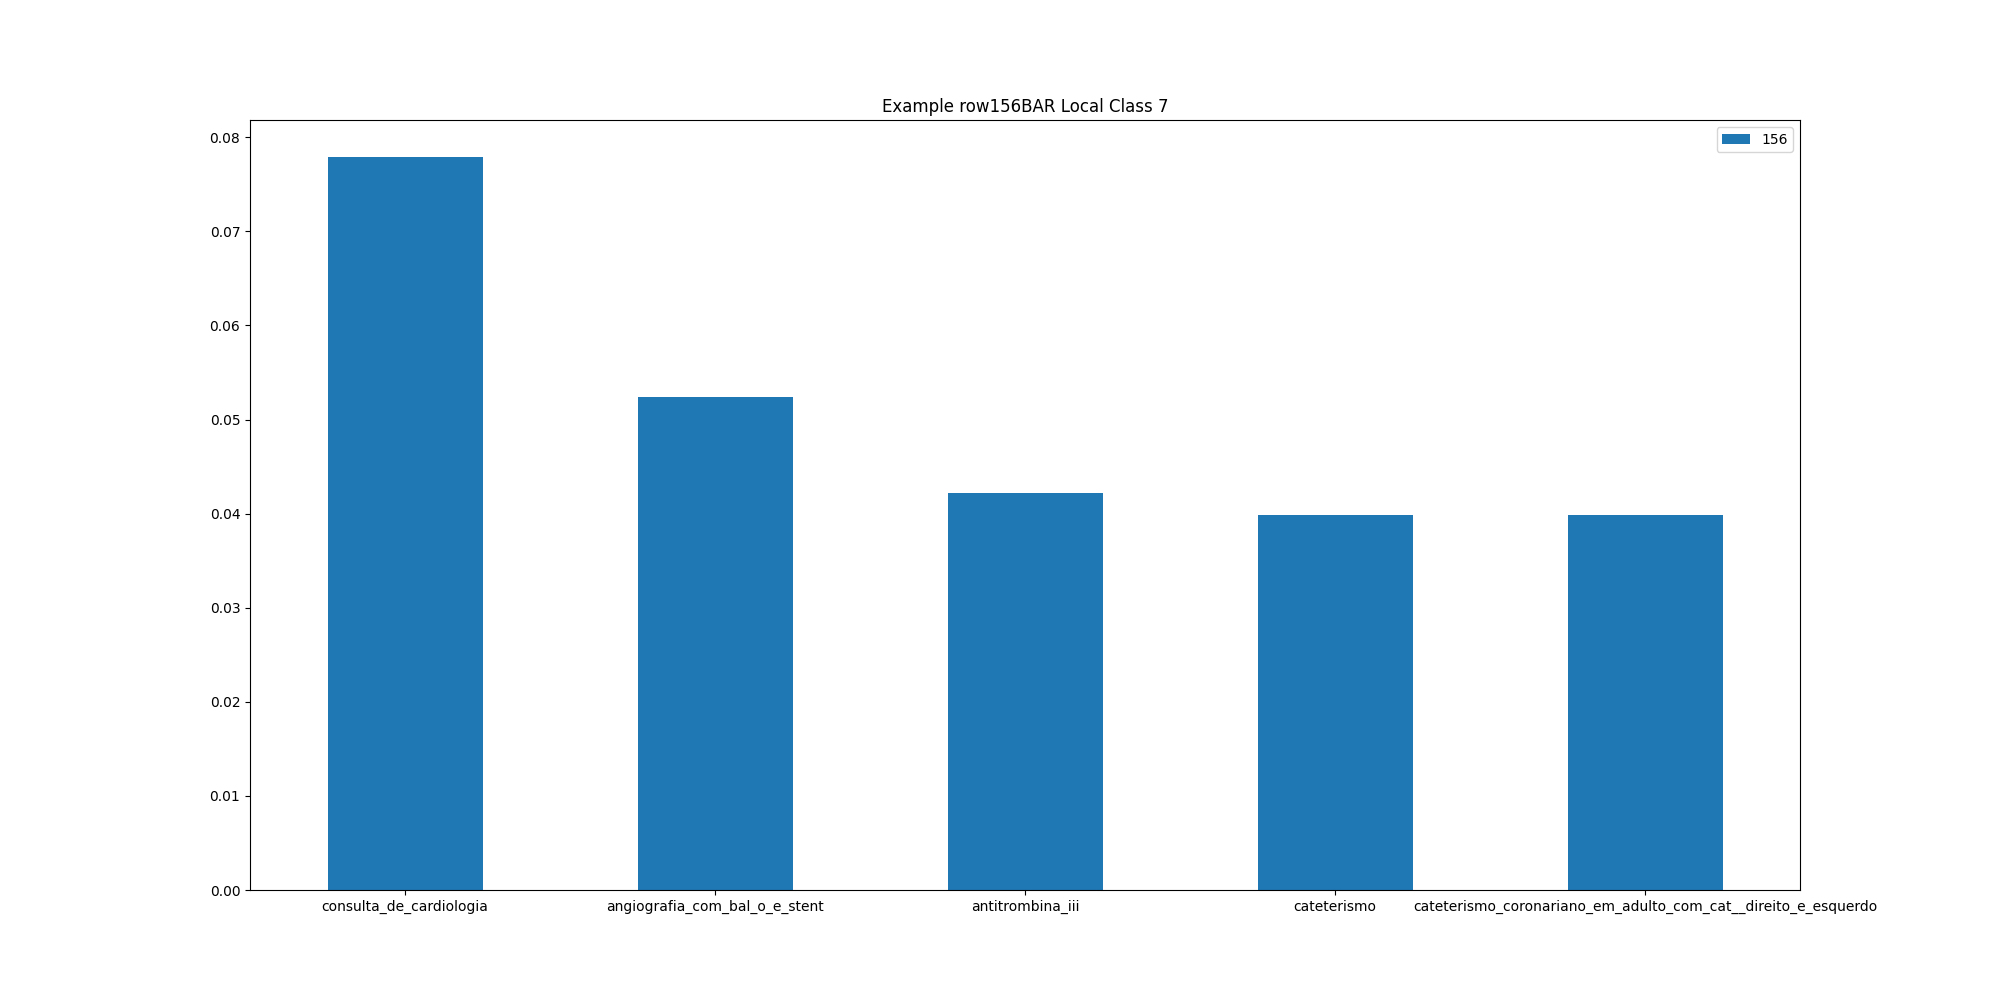 Example row156BAR Local Class 7
156
0.08
0.07
0.06
0.05
0.04
0.03
0.02
0.01
0.00
consulta_de_cardiologia
angiografia_com_bal_o_e_stent
antitrombina_iii
cateterismo
cateterismo_coronariano_em_adulto_com_cat__direito_e_esquerdo